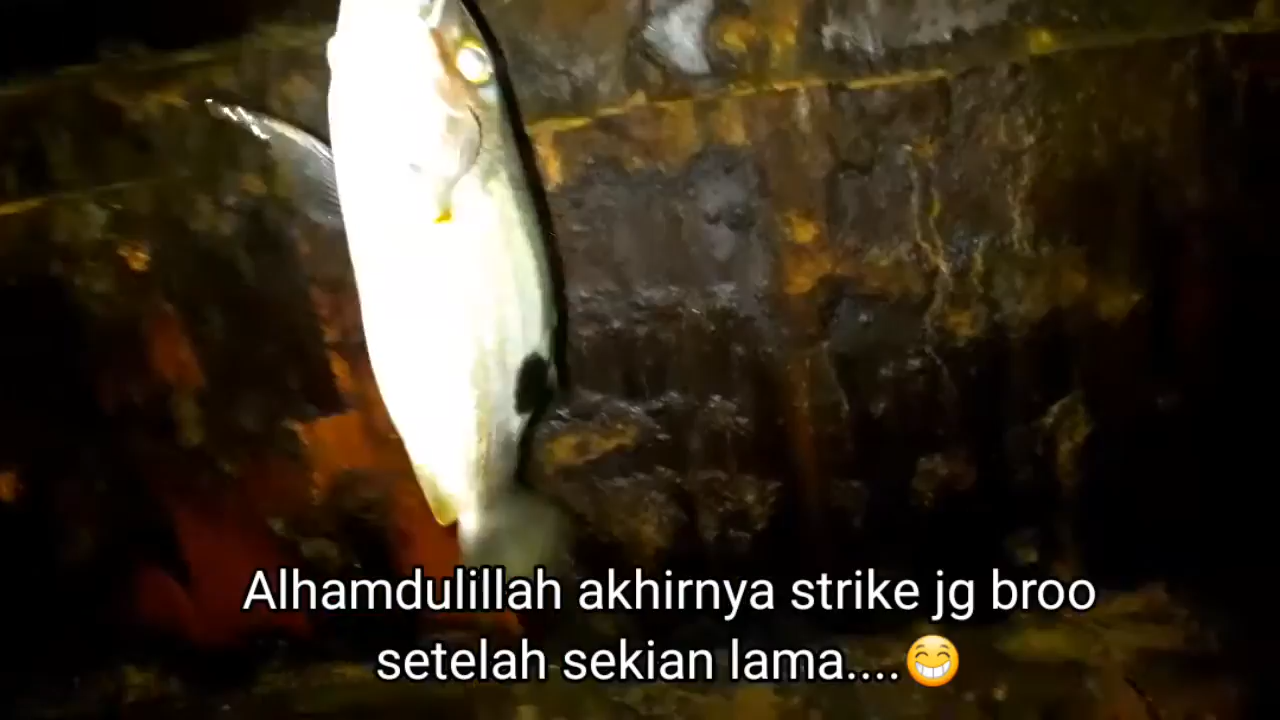 Alhamdulillah akhirnya strike jg broo
setelah sekian lama....😁